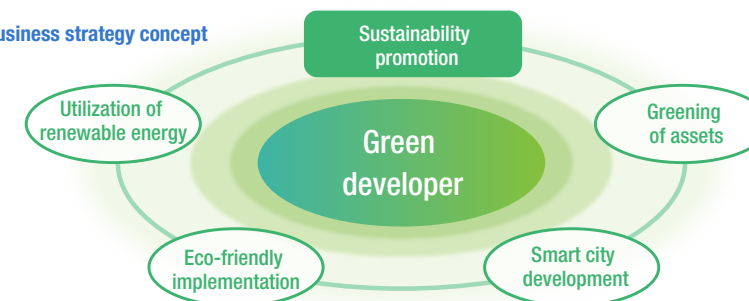 usiness strategy concept
Sustainability
promotion
Utilization of
renewable energy
Greening
of assets
Green
developer
Eco-friendly
implementation
Smart city
development